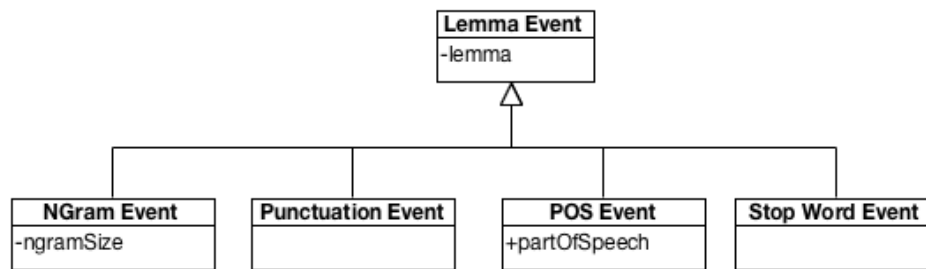 Lemma Event
-lemma
NGram Event
-ngramSize
Punctuation Event
POS Event
+partOfSpeech
Stop Word Event